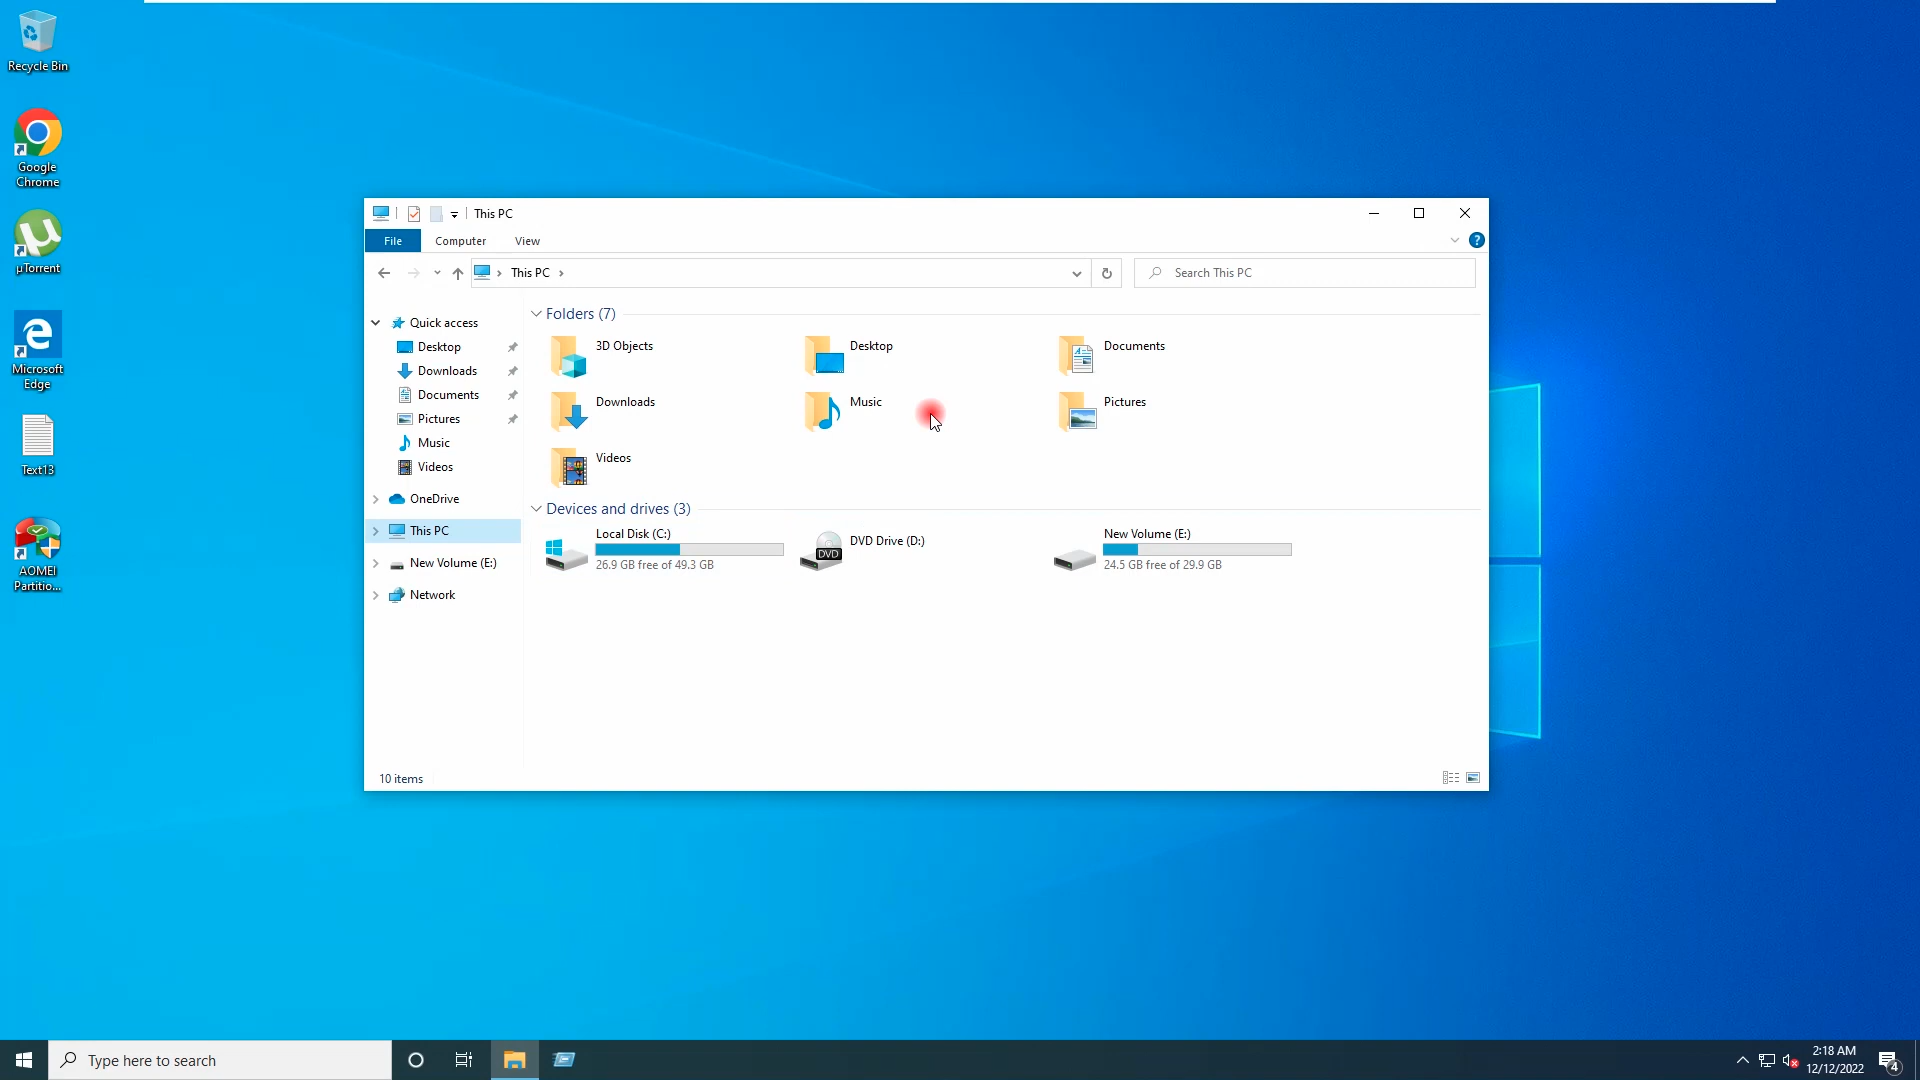 Recycle Bin
Google
Chrome
µTorrent
Microsoft
Edge
Text13
AOMEI
Partitio...
This PC
File
Computer
View
?
This PC
Search This PC
Quick access
Desktop
Downloads
Documents
Pictures
Music
Videos
OneDrive
This PC
New Volume (E:)
Network
Folders (7)
3D Objects
Desktop
Documents
Downloads
Music
Pictures
Videos
Devices and drives (3)
Local Disk (C:)
26.9 GB free of 49.3 GB
DVD
DVD Drive (D:)
New Volume (E:)
24.5 GB free of 29.9 GB
10 items
Type here to search
2:18 AM
12/12/2022
4